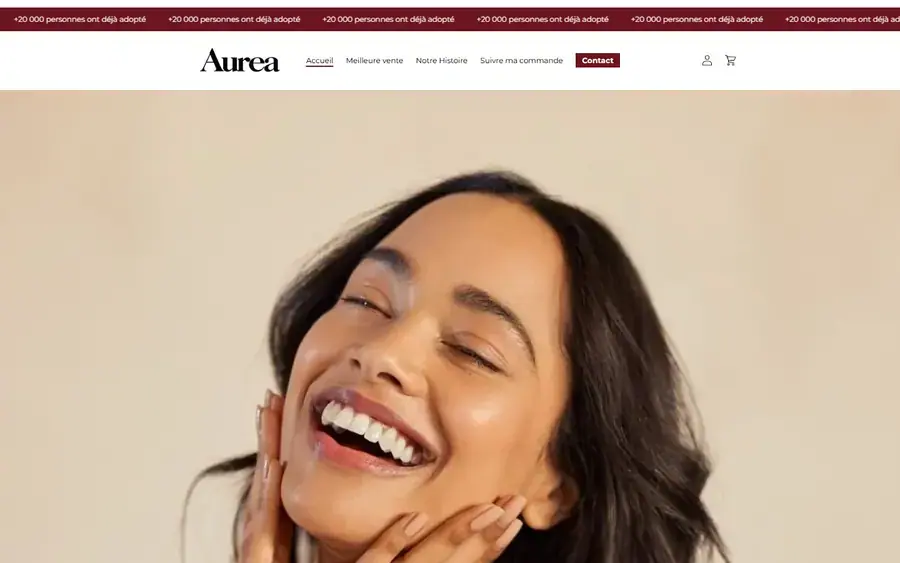 +20 000 personnes ont déjà adopté +20 000 personnes ont déjà adopté +20 000 personnes ont déjà adopté +20 000 personnes ont déjà adopté +20 000 personnes ont déjà adopté +20 000 personnes ont déjà ad
Aurea Accueil Meilleure vente Notre Histoire Suivre ma commande Contact